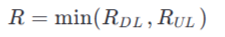 R = min(R_{DL}, R_{UL})